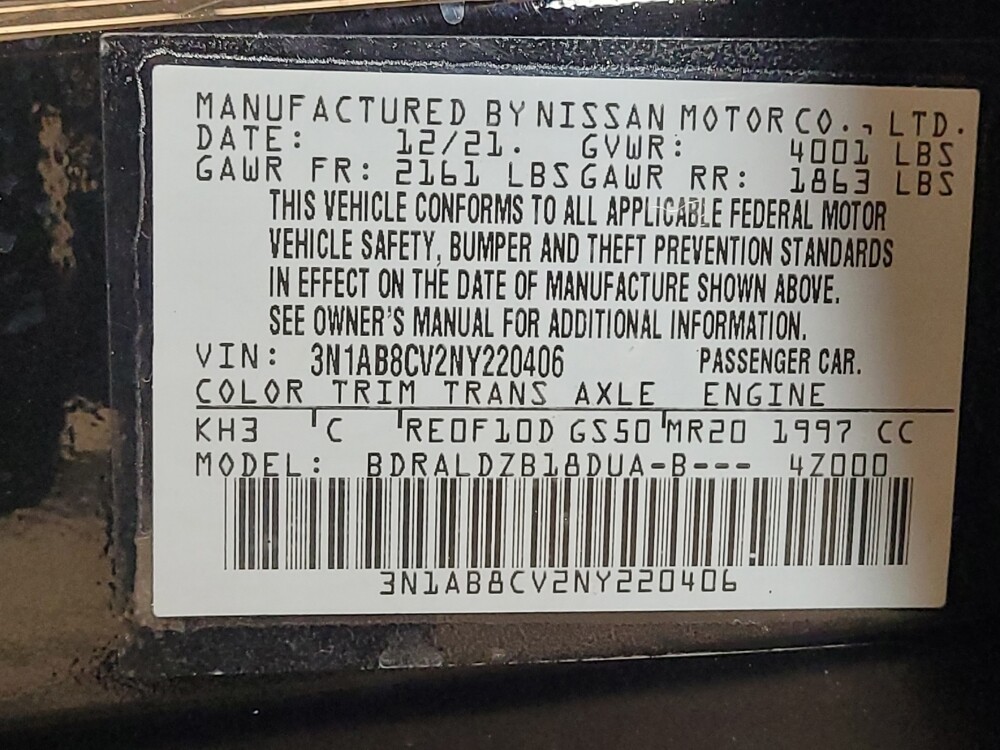 MANUFACTURED BY NISSAN MOTOR CO., LTD.
DATE: 12/21. GVWR: 4001 LBS
GAWR FR: 2161 LBS GAWR RR: 1863 LBS
THIS VEHICLE CONFORMS TO ALL APPLICABLE FEDERAL MOTOR
VEHICLE SAFETY, BUMPER AND THEFT PREVENTION STANDARDS
IN EFFECT ON THE DATE OF MANUFACTURE SHOWN ABOVE.
SEE OWNER'S MANUAL FOR ADDITIONAL INFORMATION.
VIN: 3N1AB8CV2NY220406 PASSENGER CAR.
COLOR TRIM TRANS AXLE ENGINE
KH3 C RE0F10D GS50 MR20 1997 CC
MODEL: BDRALDZB18DUA-B--- 4Z000
3N1AB8CV2NY220406